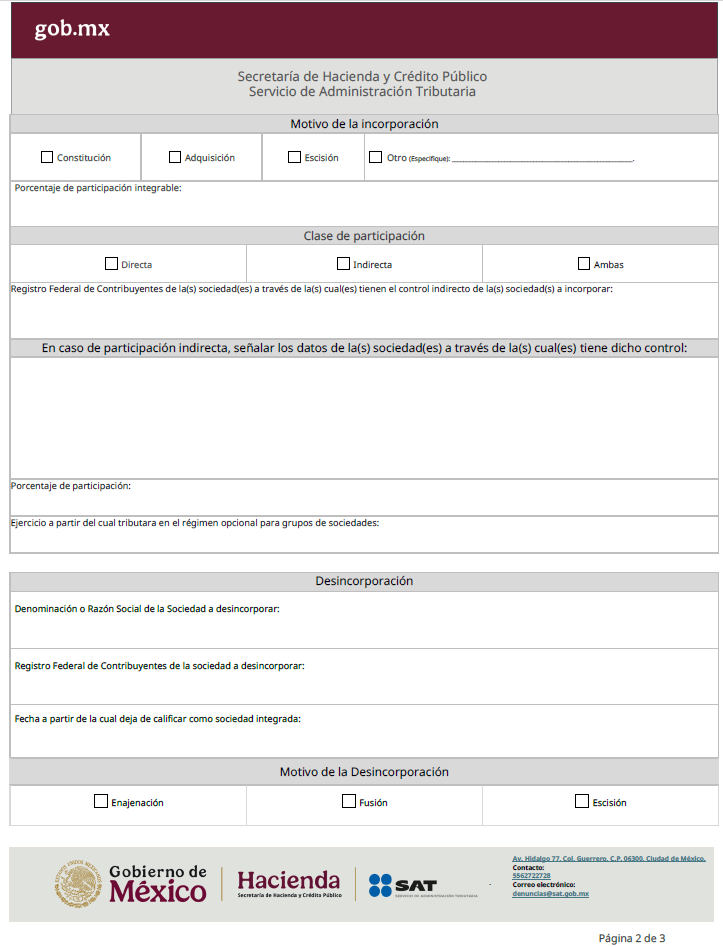 gob.mx
Secretaría de Hacienda y Crédito Público
Servicio de Administración Tributaria
Motivo de la incorporación
Constitución
Adquisición
Escisión
Otro (Especifique): ______________________________________________.
Porcentaje de participación integrable:
Clase de participación
Directa
Indirecta
Ambas
Registro Federal de Contribuyentes de la(s) sociedad(es) a través de la(s) cual(es) tienen el control indirecto de la(s) sociedad(s) a incorporar:
En caso de participación indirecta, señalar los datos de la(s) sociedad(es) a través de la(s) cual(es) tiene dicho control:
Porcentaje de participación:
Ejercicio a partir del cual tributara en el régimen opcional para grupos de sociedades:
Desincorporación
Denominación o Razón Social de la Sociedad a desincorporar:
Registro Federal de Contribuyentes de la sociedad a desincorporar:
Fecha a partir de la cual deja de calificar como sociedad integrada:
Motivo de la Desincorporación
Enajenación
Fusión
Escisión
ESTADOS UNIDOS MEXICANOS
Gobierno de
México
Hacienda
Secretaría de Hacienda y Crédito Público
SAT
SERVICIO DE ADMINISTRACIÓN TRIBUTARIA
Av. Hidalgo 77, Col. Guerrero, C.P. 06300, Ciudad de México.
Contacto:
5562722728
Correo electrónico:
denuncias@sat.gob.mx
Página 2 de 3